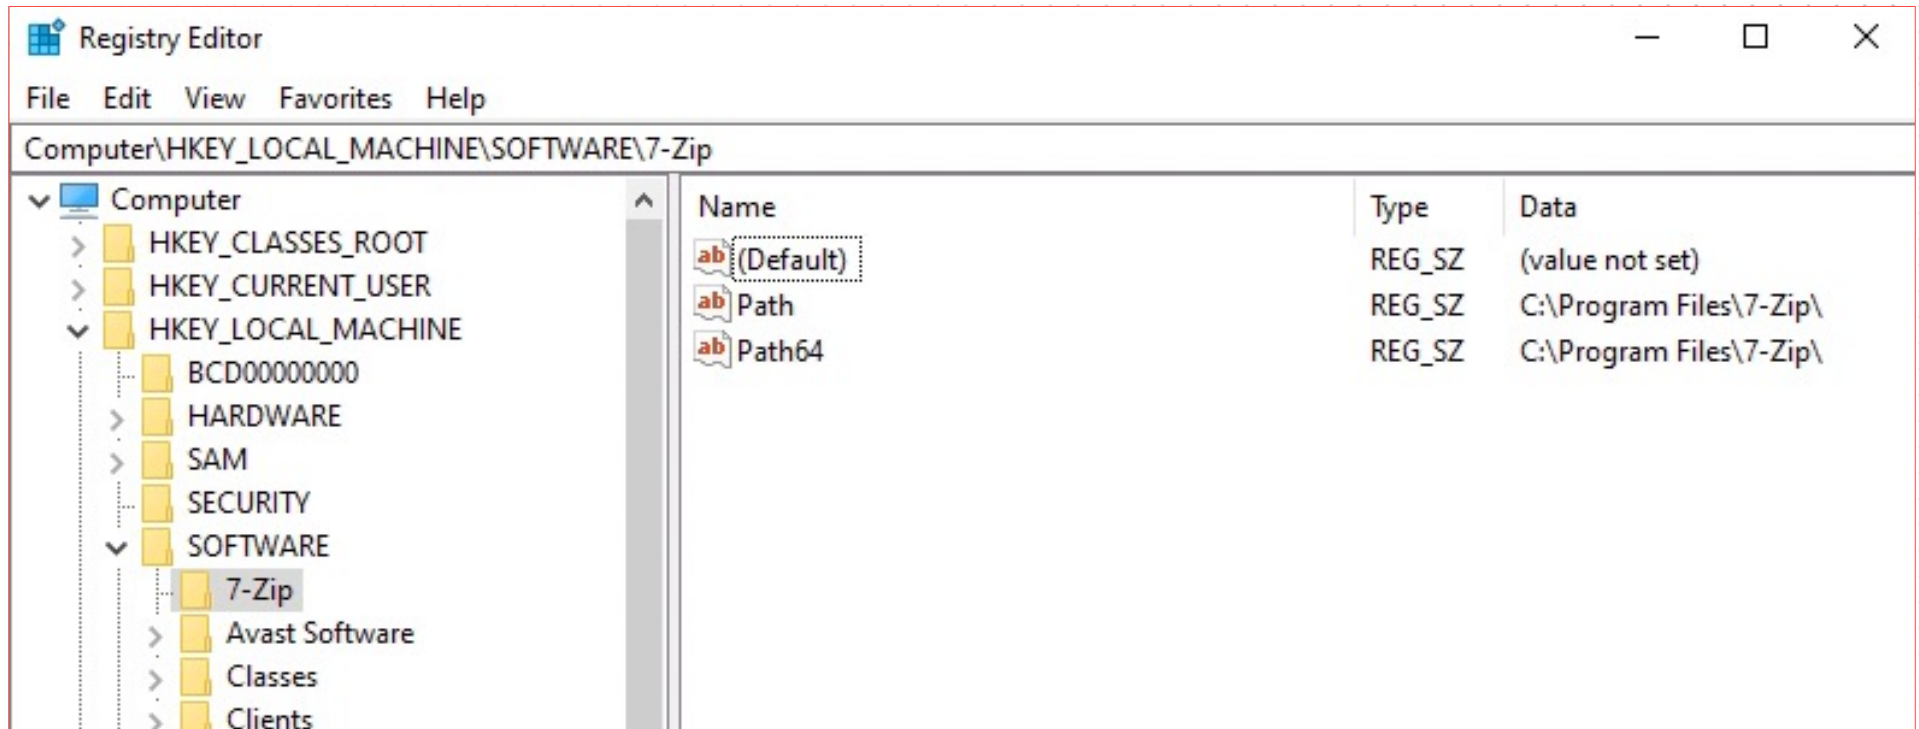 Registry Editor
File Edit View Favorites Help
Computer\HKEY_LOCAL_MACHINE\SOFTWARE\7-Zip
Computer
HKEY_CLASSES_ROOT
HKEY_CURRENT_USER
HKEY_LOCAL_MACHINE
BCD00000000
HARDWARE
SAM
SECURITY
SOFTWARE
7-Zip
Avast Software
Classes
Clients
Name Type Data
ab (Default) REG_SZ (value not set)
ab Path REG_SZ C:\Program Files\7-Zip\
ab Path64 REG_SZ C:\Program Files\7-Zip\